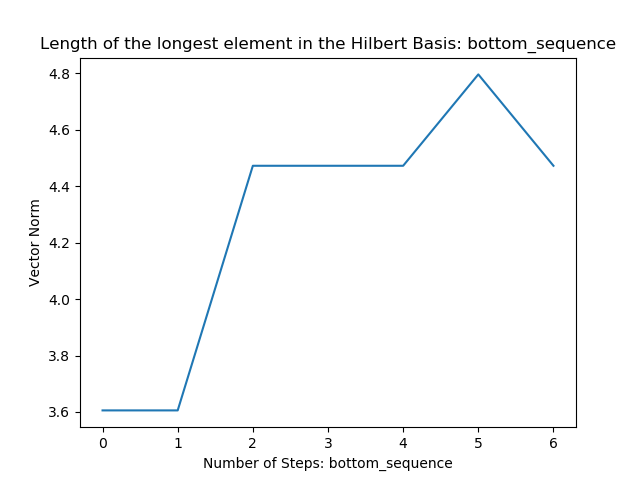 Length of the longest element in the Hilbert Basis: bottom_sequence
4.8
4.6
4.4
4.2
4.0
3.8
3.6
Vector Norm
0 1 2 3 4 5 6
Number of Steps: bottom_sequence